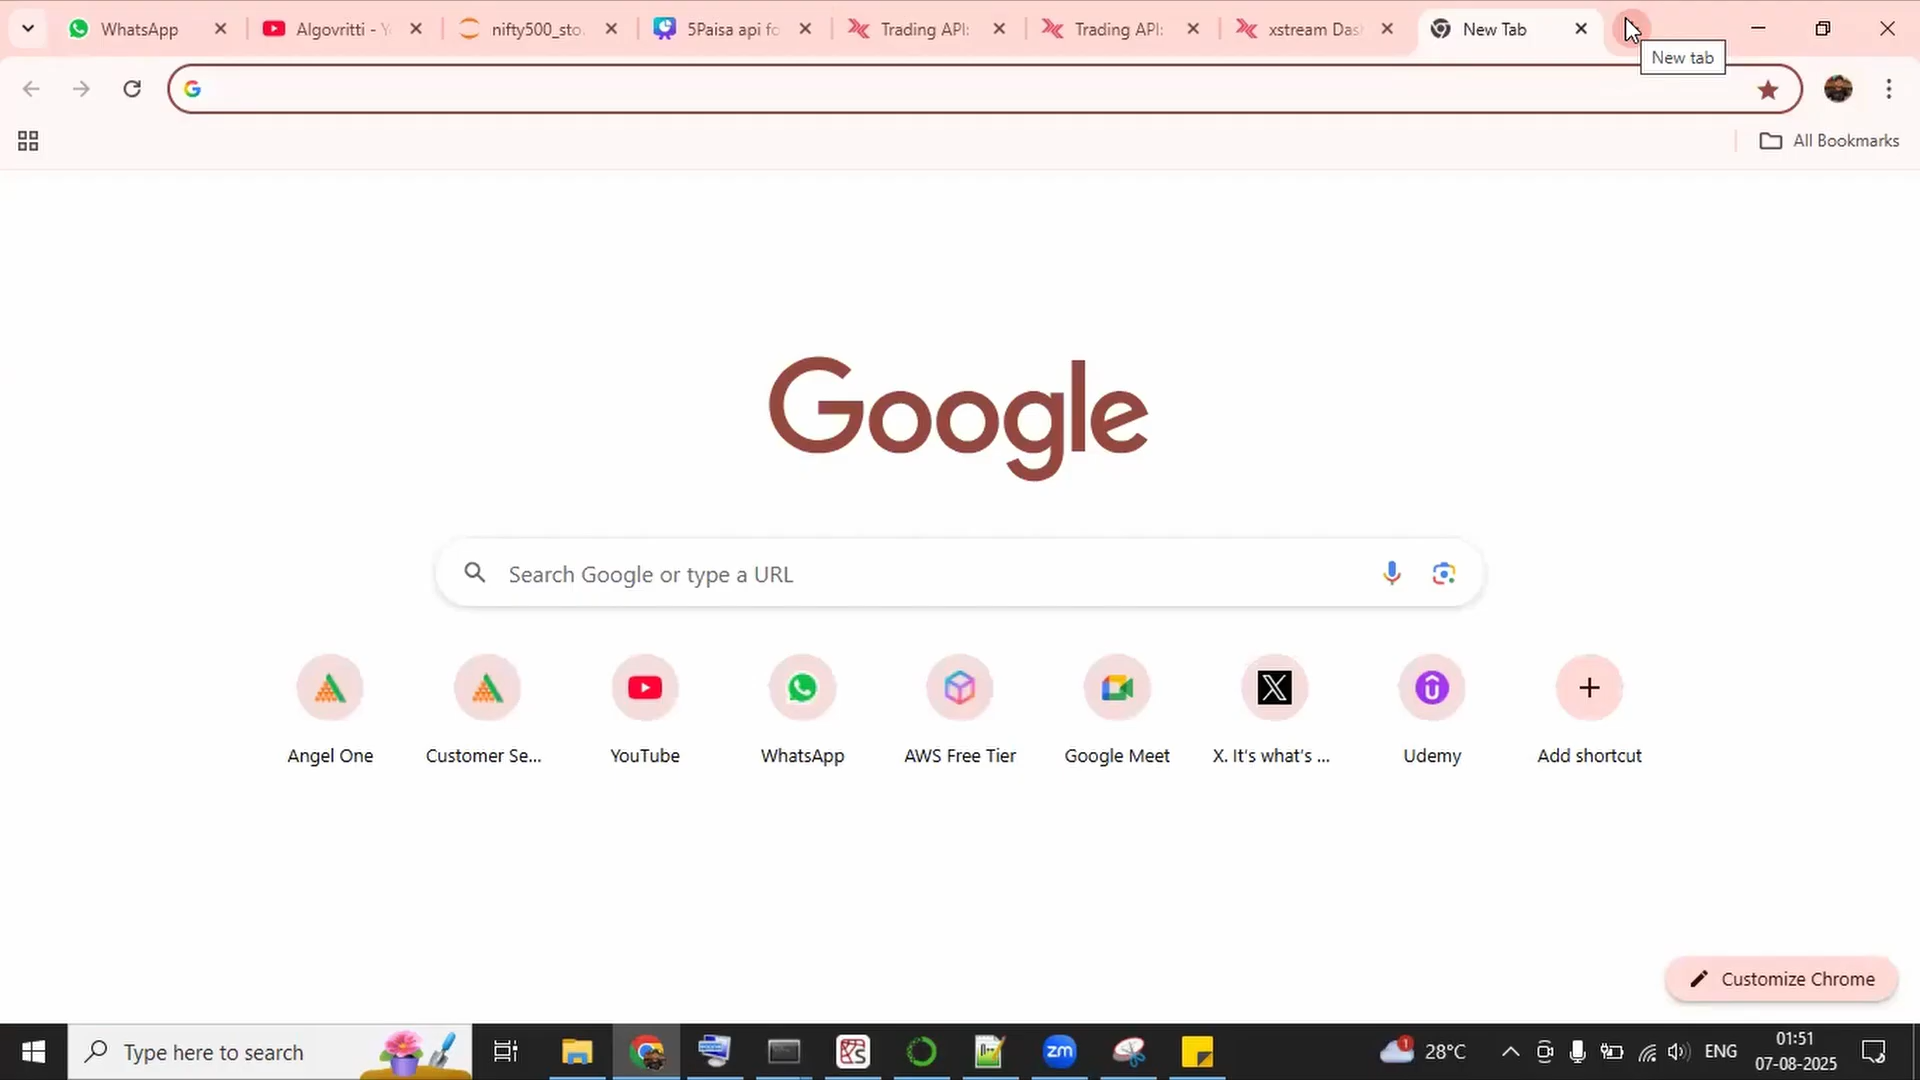 WhatsApp
Algovritti - Y
nifty500_sto
5Paisa api fo
Trading API:
Trading API:
xstream Das
New Tab
New tab
All Bookmarks
Google
Search Google or type a URL
Angel One
Customer Se...
YouTube
WhatsApp
AWS Free Tier
Google Meet
X. It's what's ...
Udemy
Add shortcut
Customize Chrome
Type here to search
zm
1
28°C
ENG
01:51
07-08-2025